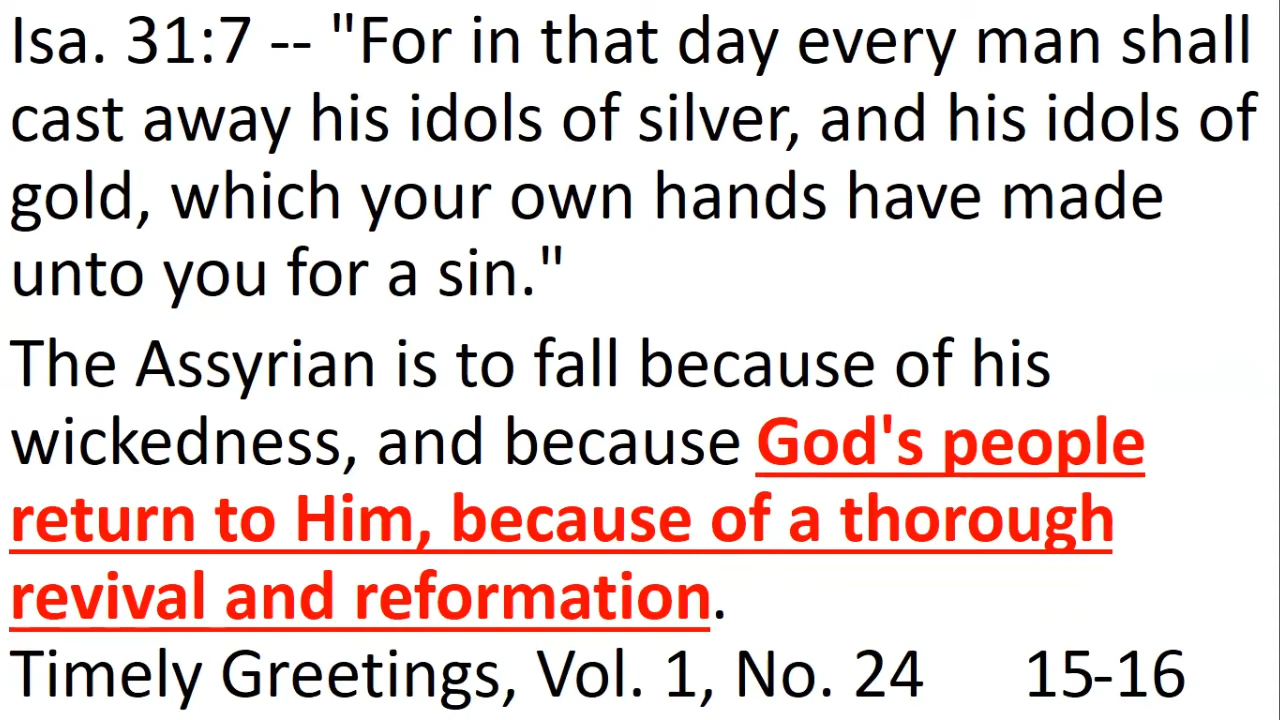 Isa. 31:7 -- "For in that day every man shall
cast away his idols of silver, and his idols of
gold, which your own hands have made
unto you for a sin."
The Assyrian is to fall because of his
wickedness, and because God's people
return to Him, because of a thorough
revival and reformation.
Timely Greetings, Vol. 1, No. 24 15-16